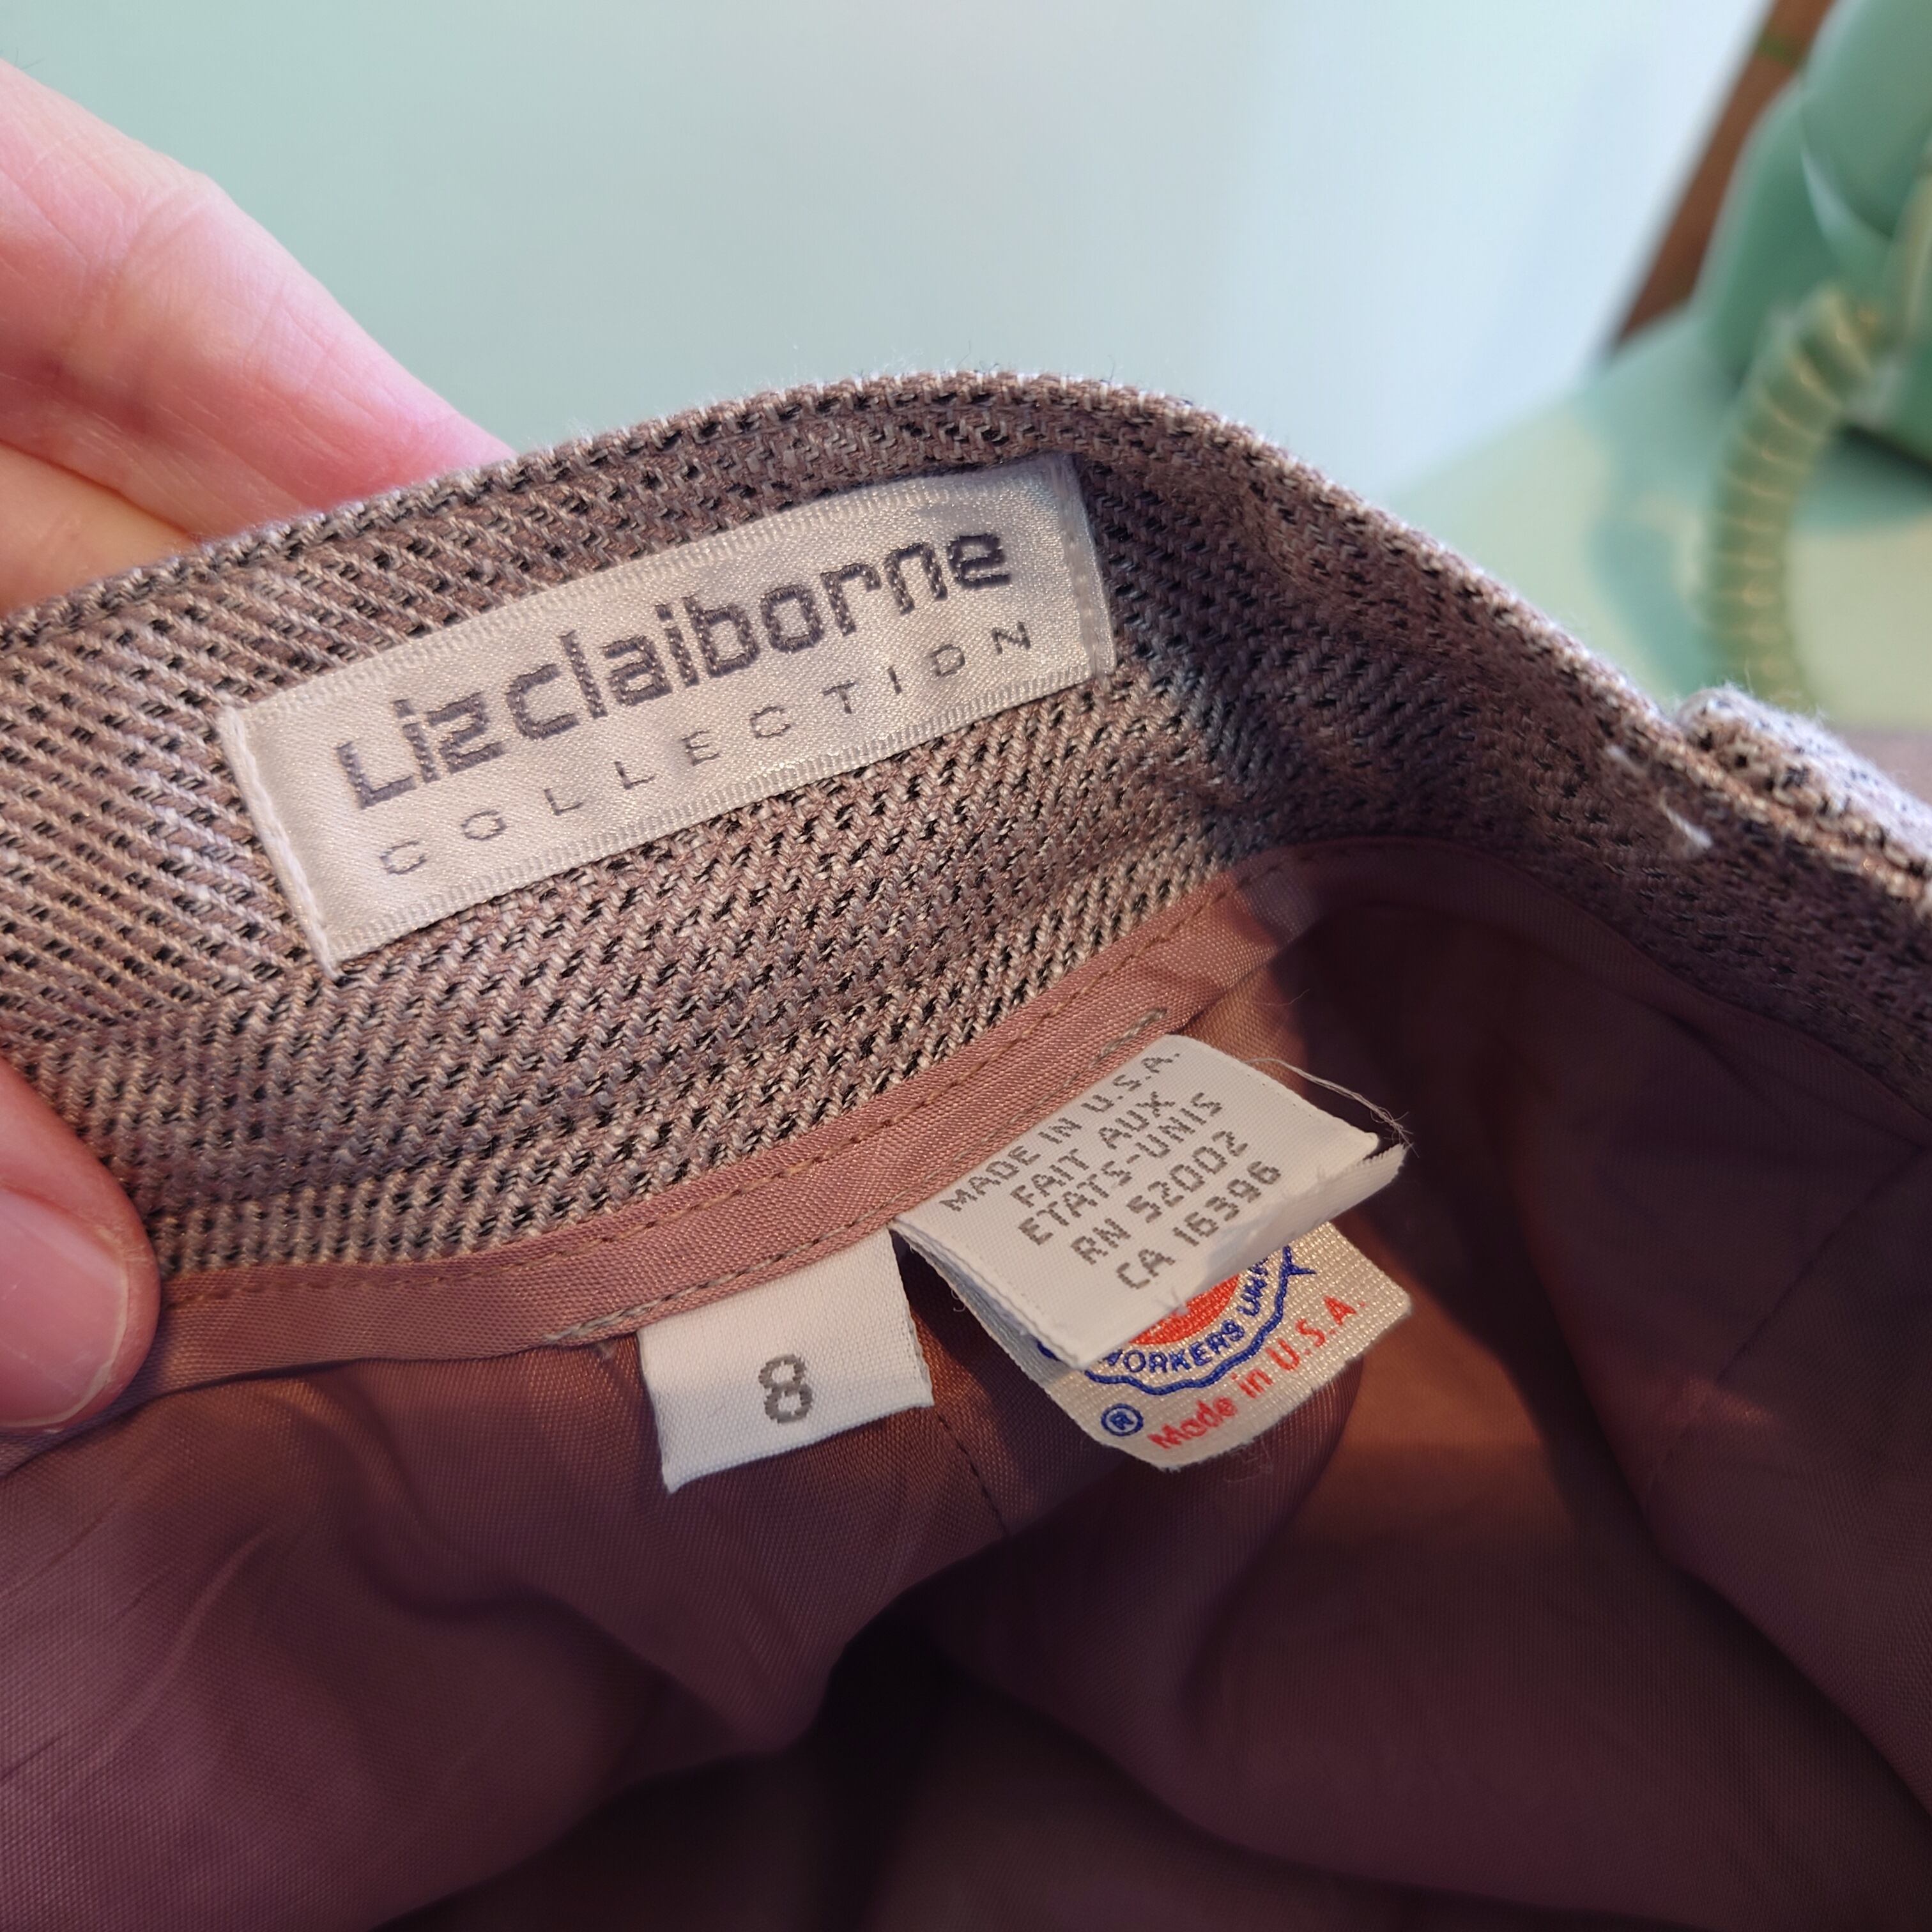 Lizclaiborne
COLLECTION
MADE IN U.S.A.
FAIT AUX
ETATS-UNIS
RN 52002
CA 16396
8
WORKERS
® Made in U.S.A.